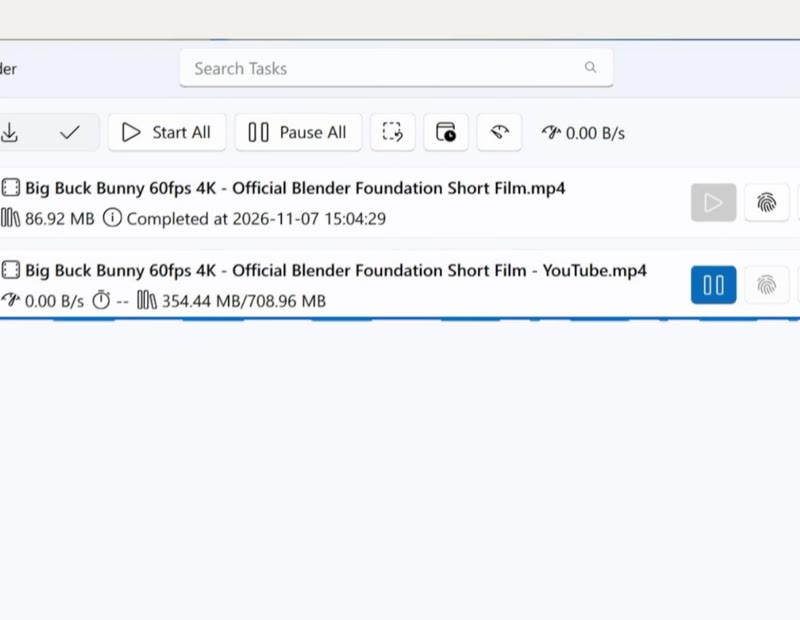 der
Search Tasks
Start All
Pause All
0.00 B/s
Big Buck Bunny 60fps 4K - Official Blender Foundation Short Film.mp4
86.92 MB Completed at 2026-11-07 15:04:29
Big Buck Bunny 60fps 4K - Official Blender Foundation Short Film - YouTube.mp4
0.00 B/s -- 354.44 MB/708.96 MB